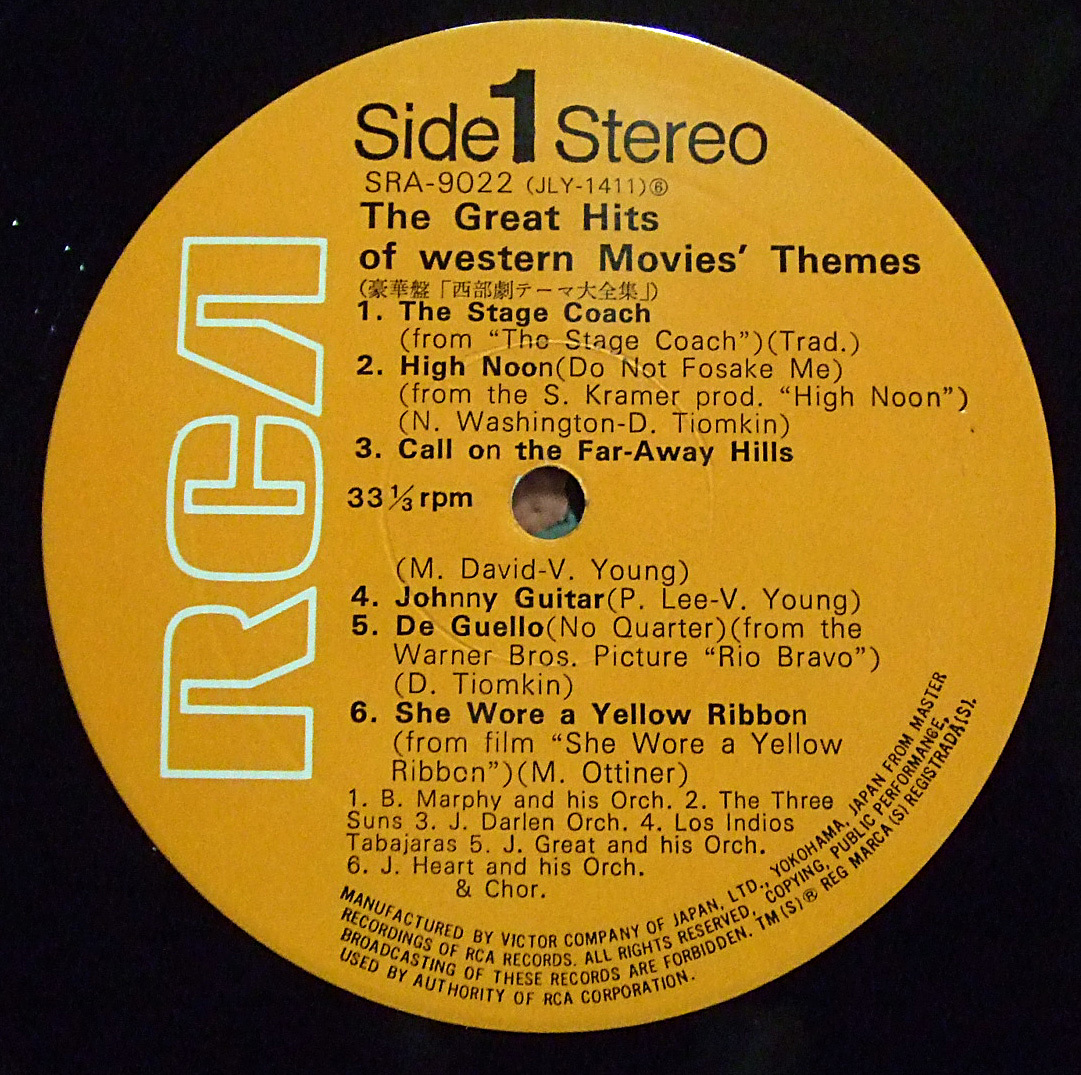 Side 1 Stereo
SRA-9022 (JLY-1411)⑥
The Great Hits
of western Movies' Themes
(豪華盤「西部劇テーマ大全集」)
1. The Stage Coach
(from “The Stage Coach”)(Trad.)
2. High Noon(Do Not Fosake Me)
(from the S. Kramer prod. “High Noon”)
(N. Washington-D. Tiomkin)
3. Call on the Far-Away Hills
33 1/3 rpm
(M. David-V. Young)
4. Johnny Guitar(P. Lee-V. Young)
5. De Guello(No Quarter)(from the
Warner Bros. Picture “Rio Bravo”)
(D. Tiomkin)
6. She Wore a Yellow Ribbon
(from film “She Wore a Yellow
Ribbon”)(M. Ottiner)
1. B. Marphy and his Orch. 2. The Three
Suns 3. J. Darlen Orch. 4. Los Indios
Tabajaras 5. J. Great and his Orch.
6. J. Heart and his Orch.
& Chor.
MANUFACTURED BY VICTOR COMPANY OF JAPAN, LTD., YOKOHAMA, JAPAN FROM MASTER
RECORDINGS OF RCA RECORDS. ALL RIGHTS RESERVED, COPYING, PUBLIC PERFORMANCE,
BROADCASTING OF THESE RECORDS ARE FORBIDDEN. TM(S)® REG MARCA(S) REGISTRADA(S).
USED BY AUTHORITY OF RCA CORPORATION.
RCA